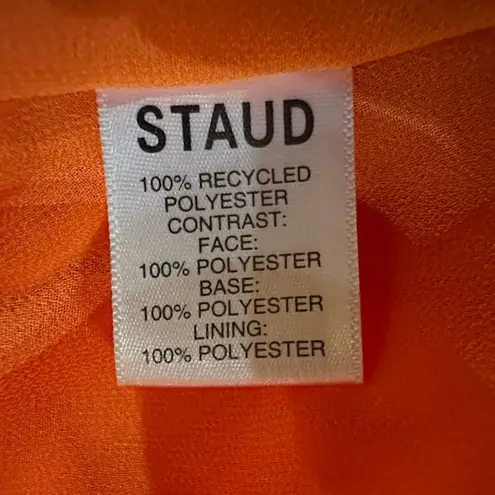 STAUD
100% RECYCLED
POLYESTER
CONTRAST:
FACE:
100% POLYESTER
BASE:
100% POLYESTER
LINING:
100% POLYESTER